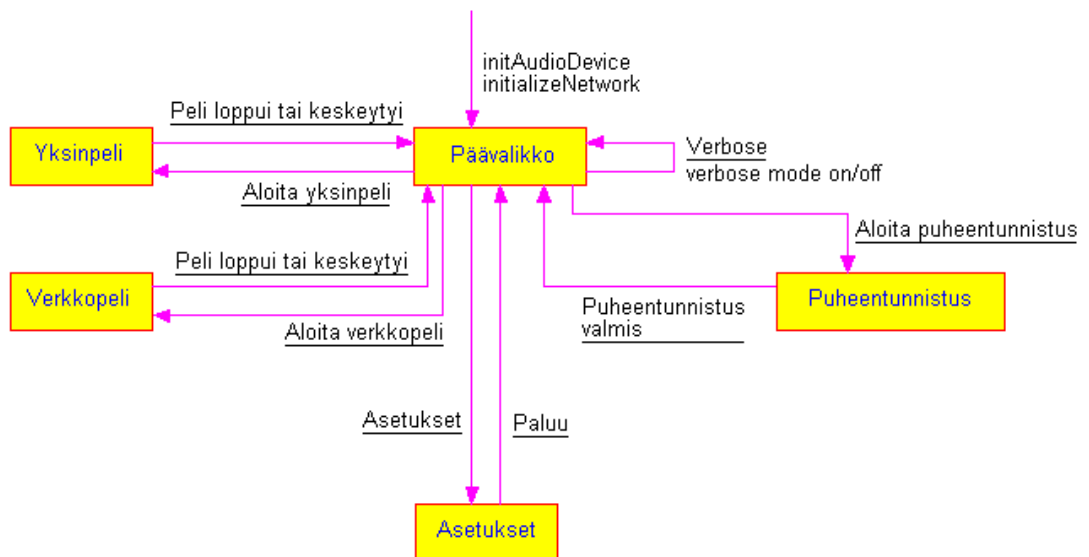 initAudioDevice
initializeNetwork
Peli loppui tai keskeytyi
Yksinpeli
Päävalikko
Verbose
verbose mode on/off
Aloita yksinpeli
Aloita puheentunnistus
Peli loppui tai keskeytyi
Verkkopeli
Puheentunnistus
Puheentunnistus
valmis
Aloita verkkopeli
Asetukset
Paluu
Asetukset